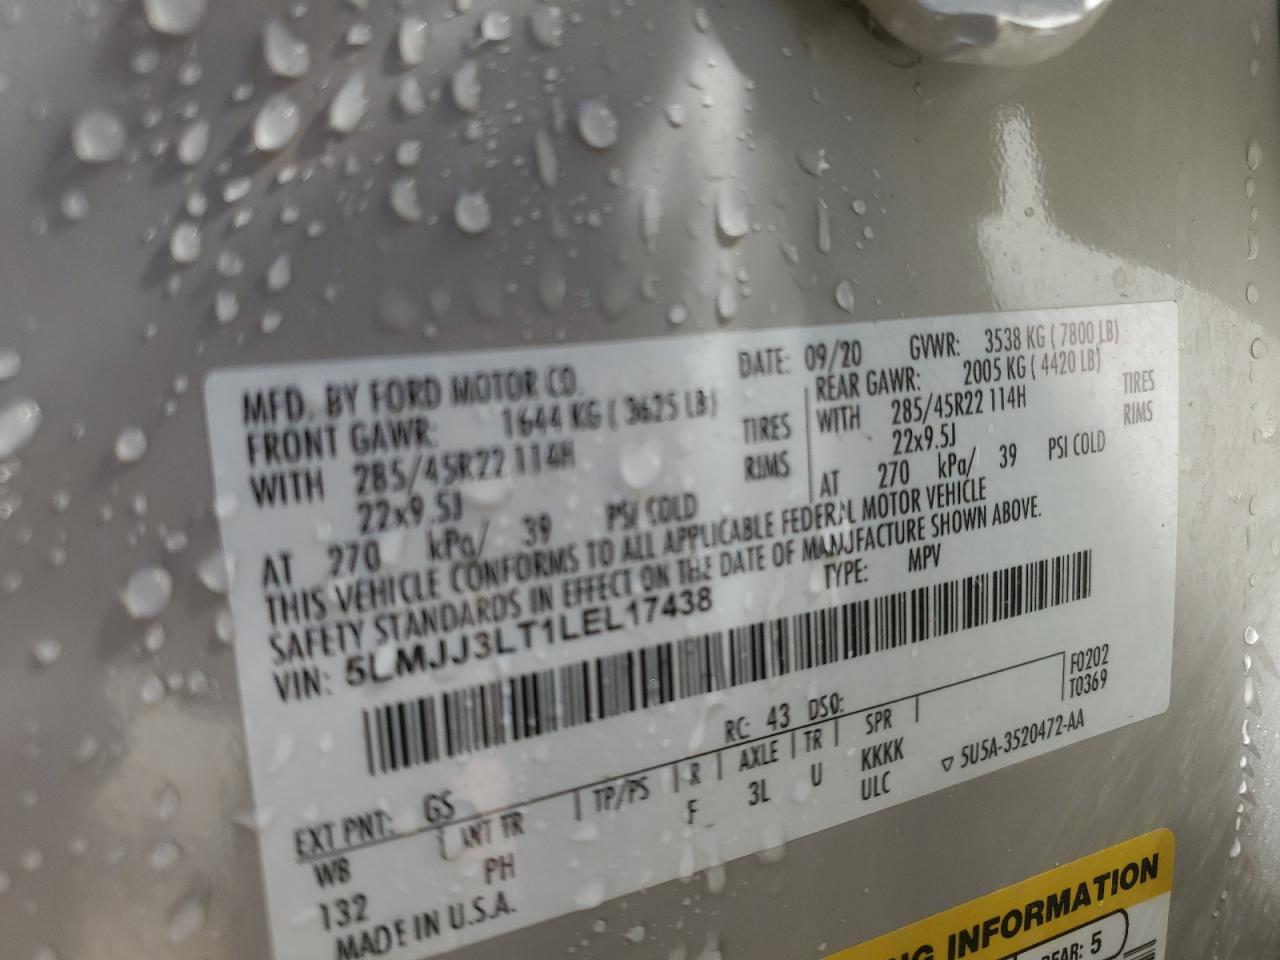 MFD. BY FORD MOTOR CO. DATE: 09/20 GVWR: 3538 KG ( 7800 LB)
FRONT GAWR: 1644 KG ( 3625 LB) REAR GAWR: 2005 KG ( 4420 LB)
WITH 285/45R22 114H TIRES WITH 285/45R22 114H TIRES
22x9.5J RIMS 22x9.5J RIMS
AT 270 kPa/ 39 PSI COLD AT 270 kPa/ 39 PSI COLD
THIS VEHICLE CONFORMS TO ALL APPLICABLE FEDERAL MOTOR VEHICLE
SAFETY STANDARDS IN EFFECT ON THE DATE OF MANUFACTURE SHOWN ABOVE.
VIN: 5LMJJ3LT1LEL17438 TYPE: MPV
F0202
T0369
EXT PNT: GS RC: 43 DSO:
WB INT TR TP/PS R AXLE TR SPR
132 PH F 3L U KKKK
ULC
5U5A-3520472-AA
MADE IN U.S.A.
INFORMATION
REAR: 5